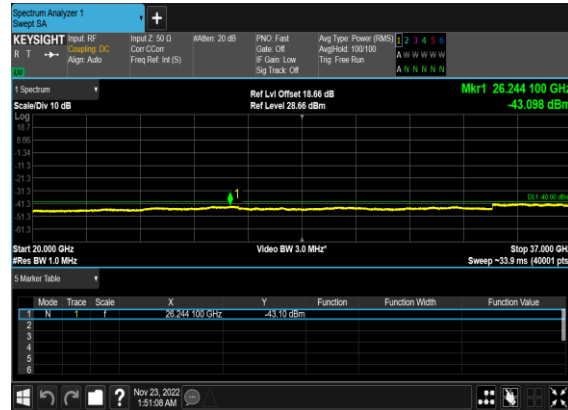 Spectrum Analyzer 1
Swept SA
KEYSIGHT Input: RF Input Z: 50 Ω #Atten: 20 dB PNO: Fast Avg Type: Power (RMS) 1 2 3 4 5 6
R T Coupling: DC Corr CCorr Gate: Off Avg|Hold: 100/100 A W W W W W
Align: Auto Freq Ref: Int (S) IF Gain: Low Trig: Free Run
LW Sig Track: Off A N N N N N
1 Spectrum Ref Lvl Offset 18.66 dB Mkr1 26.244 100 GHz
Scale/Div 10 dB Ref Level 28.66 dBm -43.098 dBm
Log
18.7
8.66
-1.34
-11.3
-21.3
-31.3 1 DL1 -40.00 dBm
-41.3
-51.3
-61.3
Start 20.000 GHz Video BW 3.0 MHz* Stop 37.000 GHz
#Res BW 1.0 MHz Sweep ~33.9 ms (40001 pts)
5 Marker Table
Mode Trace Scale X Y Function Function Width Function Value
1 N 1 f 26.244 100 GHz -43.10 dBm
2
3
4
5
6
? Nov 23, 2022
1:51:08 AM